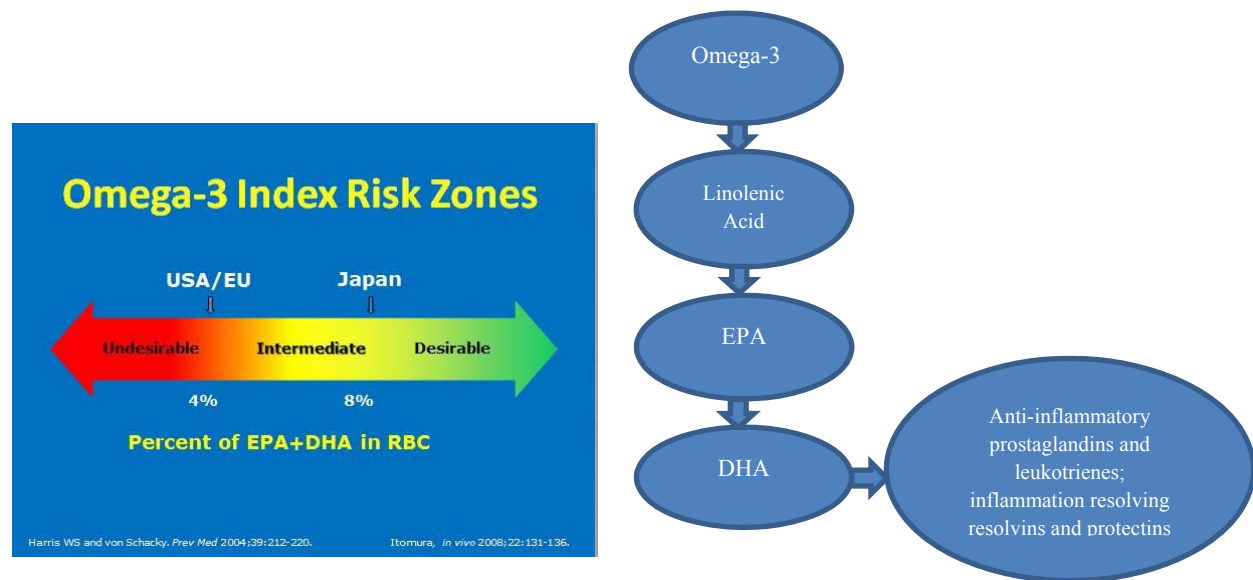 Omega-3 Index Risk Zones
USA/EU Japan
Undesirable Intermediate Desirable
4% 8%
Percent of EPA+DHA in RBC
Harris WS and von Schacky. Prev Med 2004;39:212-220. Itomura, in vivo 2008;22:131-136.
Omega-3
Linolenic
Acid
EPA
DHA
Anti-inflammatory
prostaglandins and
leukotrienes;
inflammation resolving
resolvins and protectins